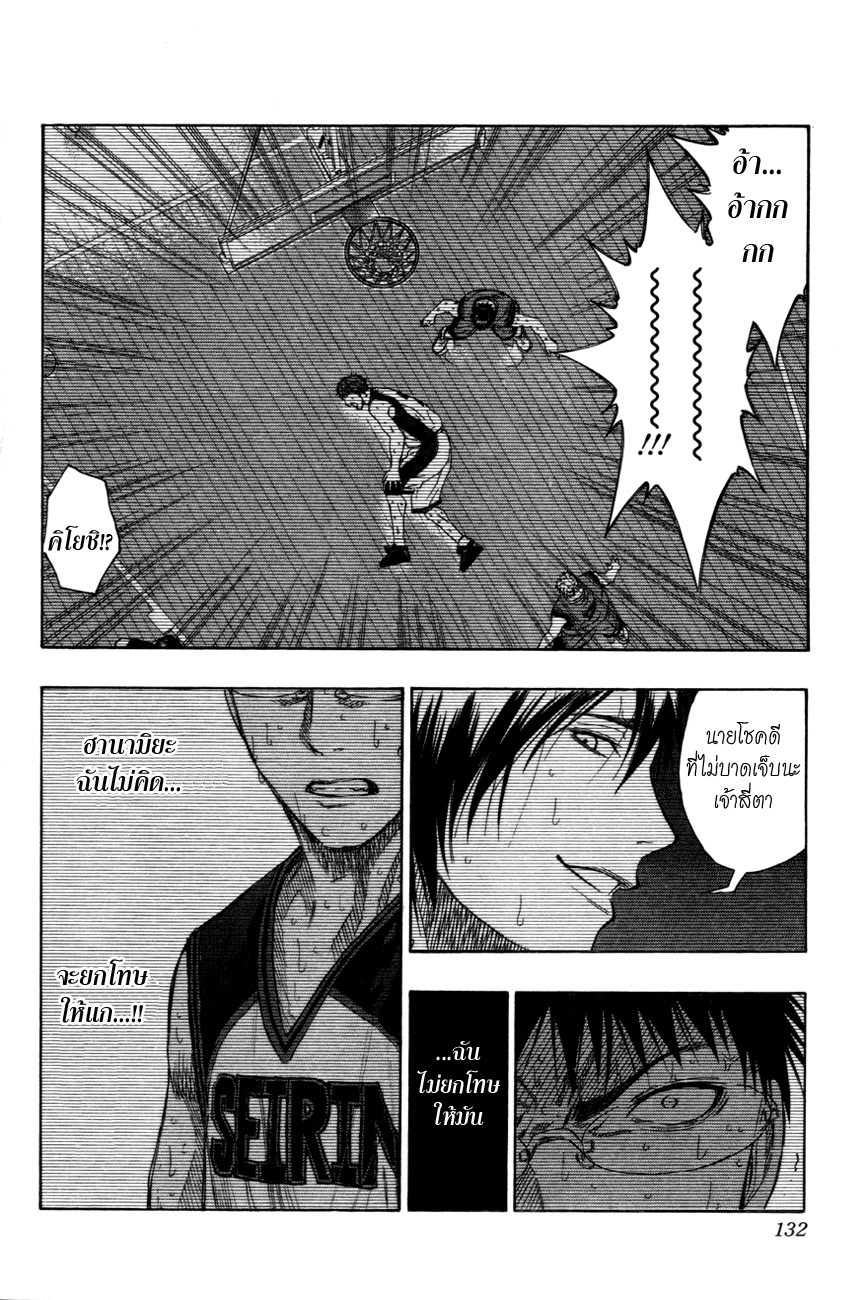 อ้า...
อ้ากก
กก
!!!
คิโยชิ!?
นายโชคดี
ที่ไม่บาดเจ็บนะ
เจ้าสี่ตา
...ฉัน
ไม่ยกโทษ
ให้มัน
ฮานามิยะ
ฉันไม่คิด...
จะยกโทษ
ให้แก...!!
SEIRIN
132